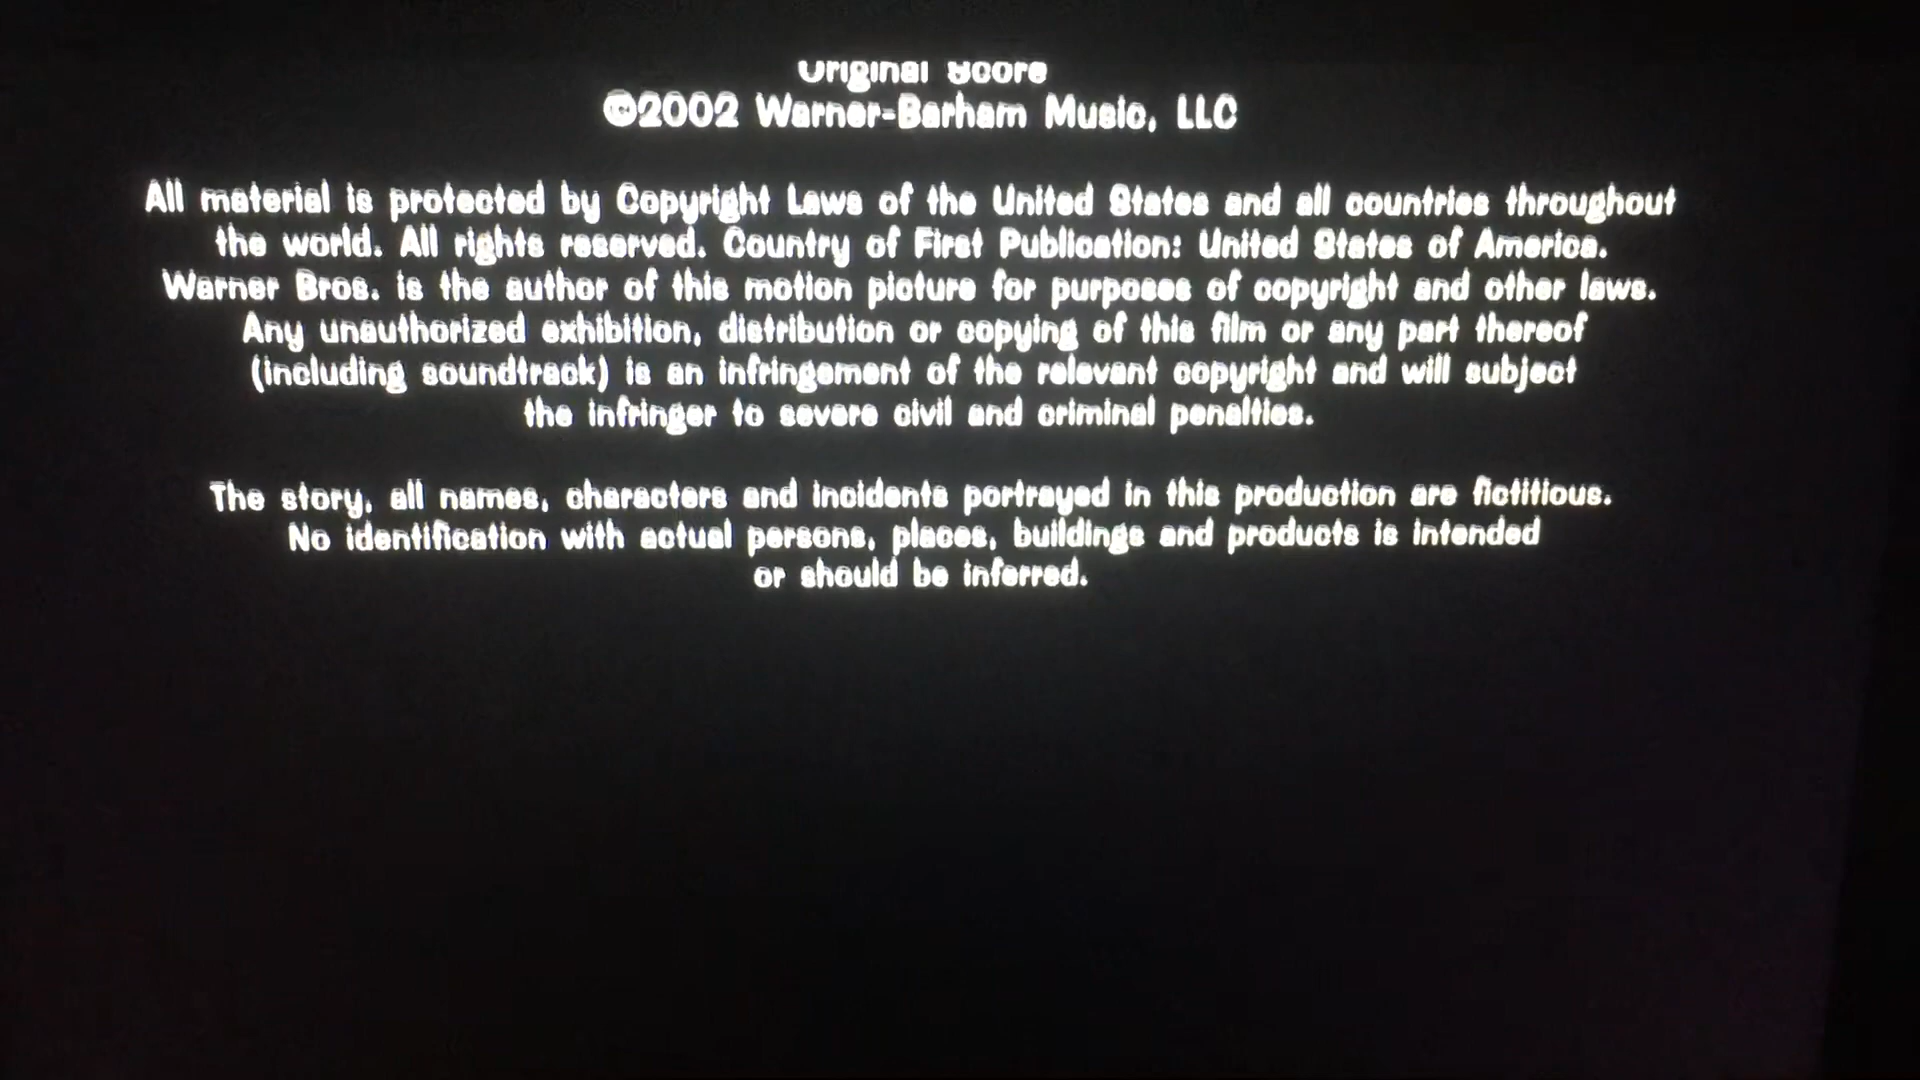 Original Score
©2002 Warner-Barham Music, LLC
All material is protected by Copyright Laws of the United States and all countries throughout
the world. All rights reserved. Country of First Publication: United States of America.
Warner Bros. is the author of this motion picture for purposes of copyright and other laws.
Any unauthorized exhibition, distribution or copying of this film or any part thereof
(including soundtrack) is an infringement of the relevant copyright and will subject
the infringer to severe civil and criminal penalties.
The story, all names, characters and incidents portrayed in this production are fictitious.
No identification with actual persons, places, buildings and products is intended
or should be inferred.